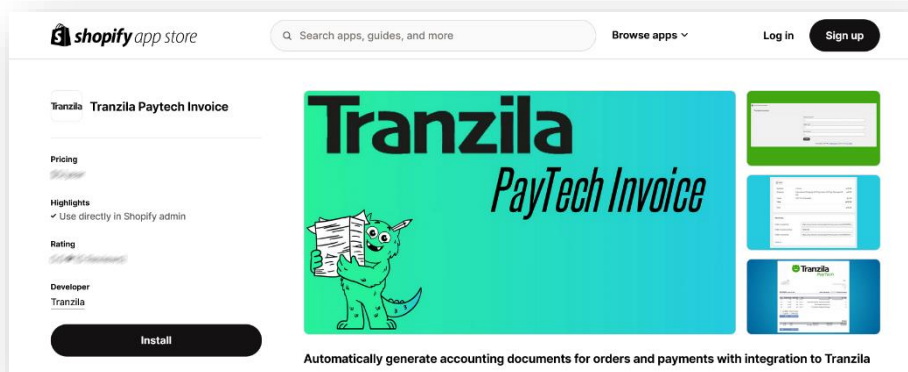 shopify app store
Search apps, guides, and more
Browse apps
Log in
Sign up
Tranzila Tranzila Paytech Invoice
Pricing
Highlights
✓ Use directly in Shopify admin
Rating
Developer
Tranzila
Install
Tranzila
PayTech Invoice
Tranzila
PayTech
Automatically generate accounting documents for orders and payments with integration to Tranzila